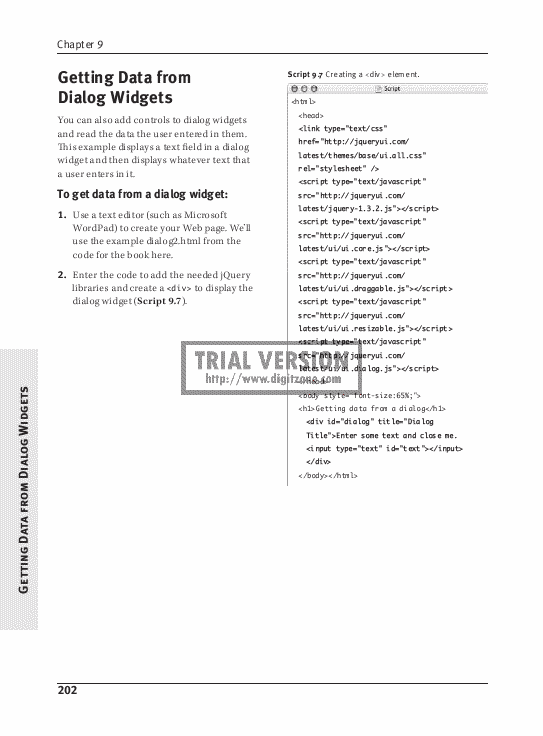 Chapter 9
Getting Data from
Dialog Widgets
You can also add controls to dialog widgets
and read the data the user entered in them.
This example displays a text field in a dialog
widget and then displays whatever text that
a user enters in it.
To get data from a dialog widget:
1. Use a text editor (such as Microsoft
WordPad) to create your Web page. We'll
use the example dialog2.html from the
code for the book here.
2. Enter the code to add the needed jQuery
libraries and create a <div> to display the
dialog widget (Script 9.7).
Script 9.7 Creating a <div> element.
Script
<html>
<head>
<link type="text/css"
href="http://jqueryui.com/
latest/themes/base/ui.all.css"
rel="stylesheet" />
<script type="text/javascript"
src="http://jqueryui.com/
latest/jquery-1.3.2.js"></script>
<script type="text/javascript"
src="http://jqueryui.com/
latest/ui/ui.core.js"></script>
<script type="text/javascript"
src="http://jqueryui.com/
latest/ui/ui.draggable.js"></script>
<script type="text/javascript"
src="http://jqueryui.com/
latest/ui/ui.resizable.js"></script>
<script type="text/javascript"
src="http://jqueryui.com/
latest/ui/ui.dialog.js"></script>
</head>
<body style="font-size:65%;">
<h1>Getting data from a dialog</h1>
<div id="dialog" title="Dialog
Title">Enter some text and close me.
<input type="text" id="text"></input>
</div>
</body></html>
TRIAL VERSION
http://www.digitzone.com
Getting Data from Dialog Widgets
202